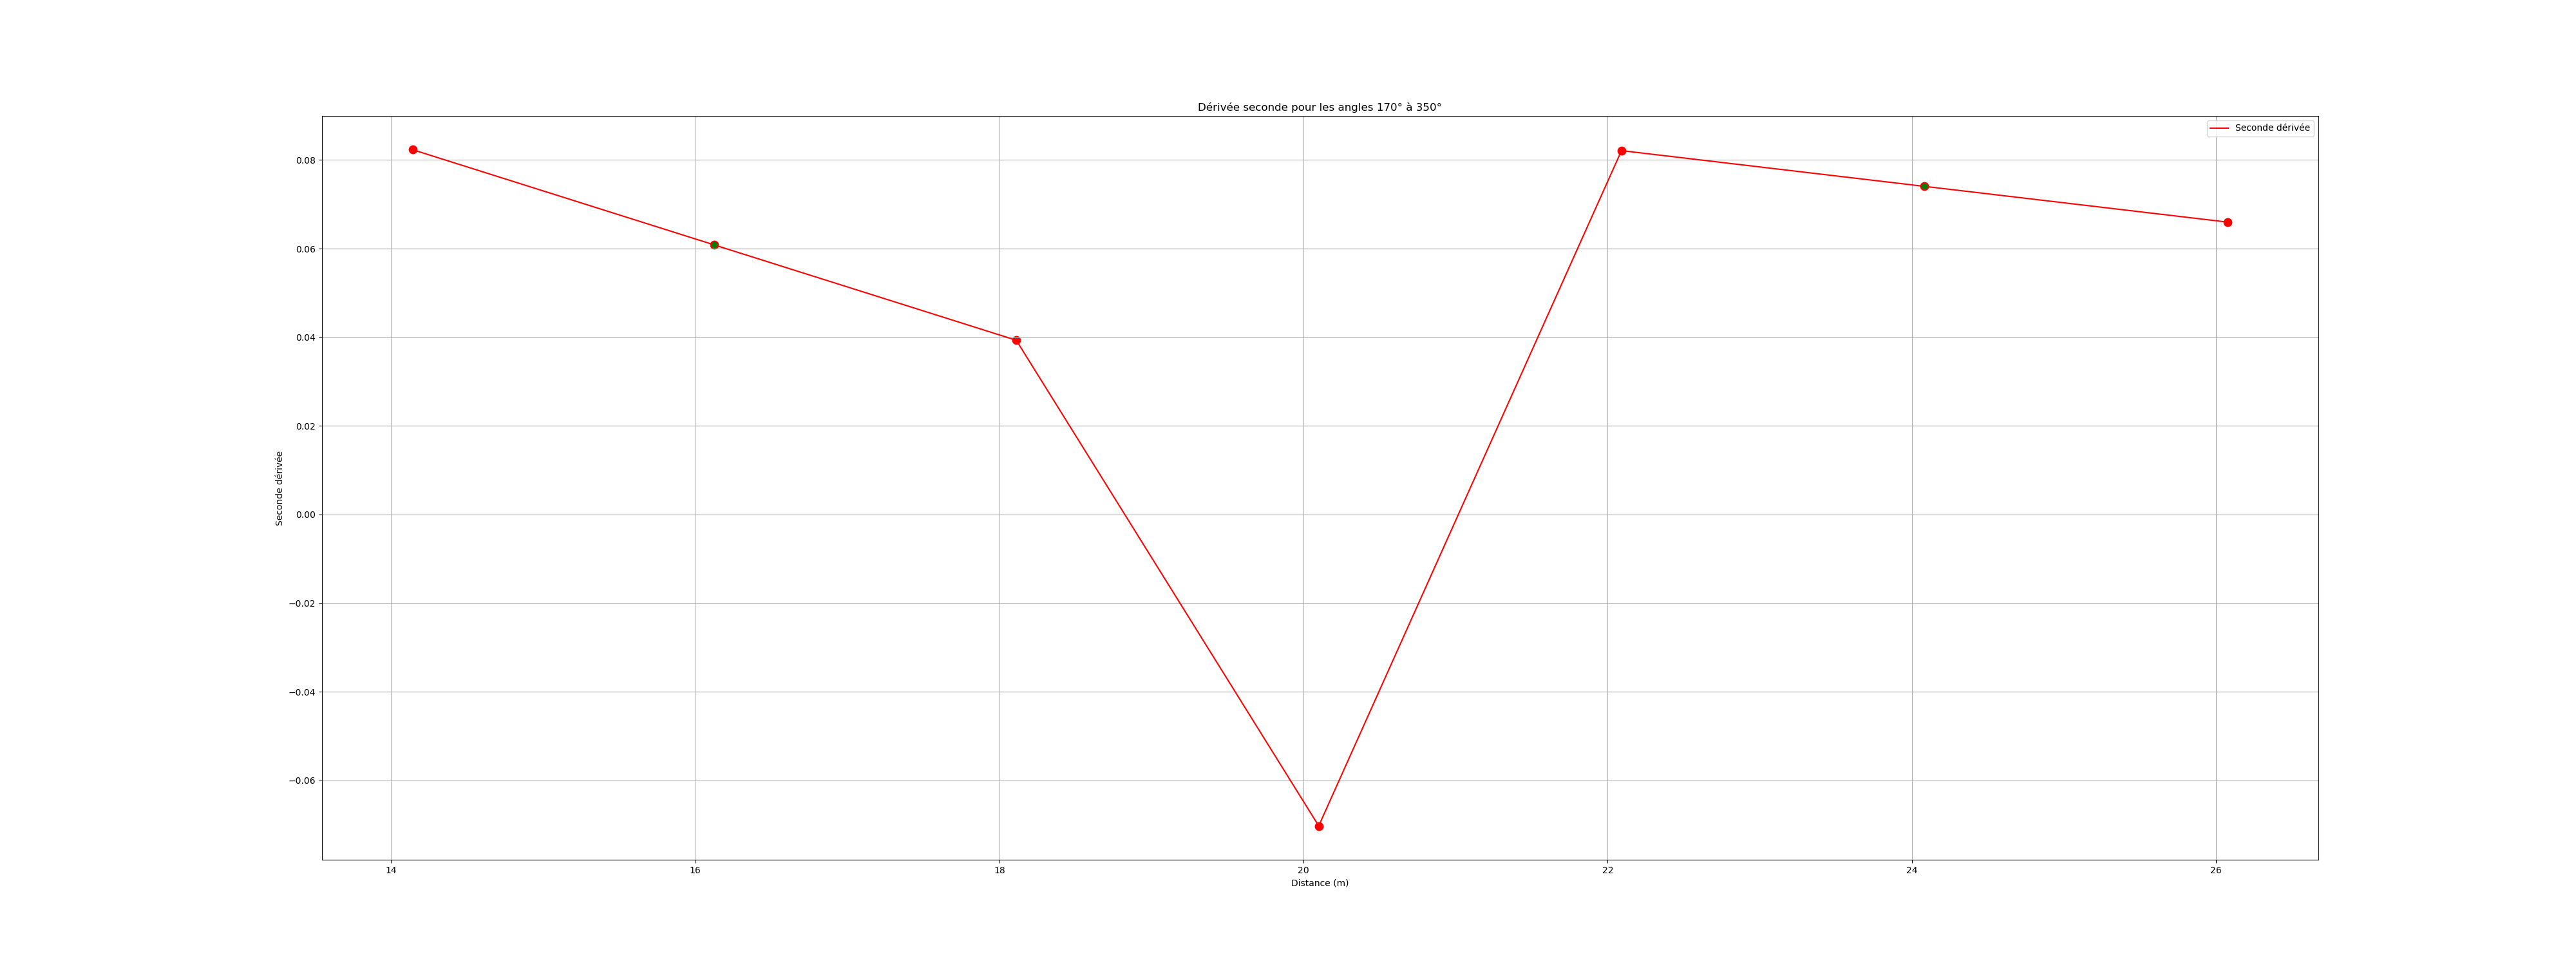 Dérivée seconde pour les angles 170° à 350°
Seconde dérivée
0.08
0.06
0.04
0.02
0.00
−0.02
−0.04
−0.06
Seconde dérivée
14 16 18 20 22 24 26
Distance (m)